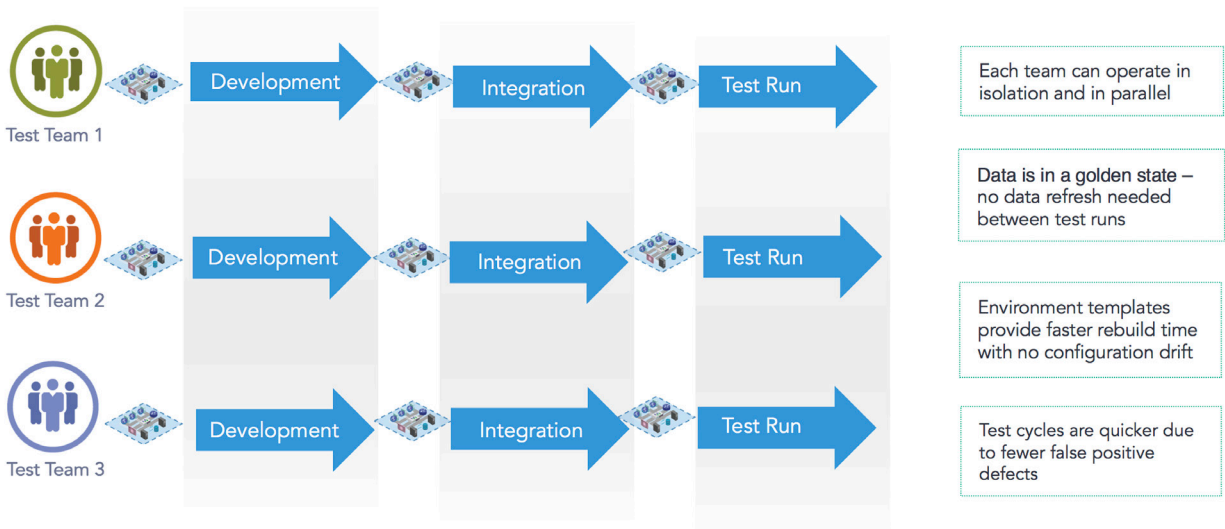 Test Team 1
Development
Integration
Test Run
Each team can operate in
isolation and in parallel
Test Team 2
Development
Integration
Test Run
Data is in a golden state –
no data refresh needed
between test runs
Environment templates
provide faster rebuild time
with no configuration drift
Test Team 3
Development
Integration
Test Run
Test cycles are quicker due
to fewer false positive
defects